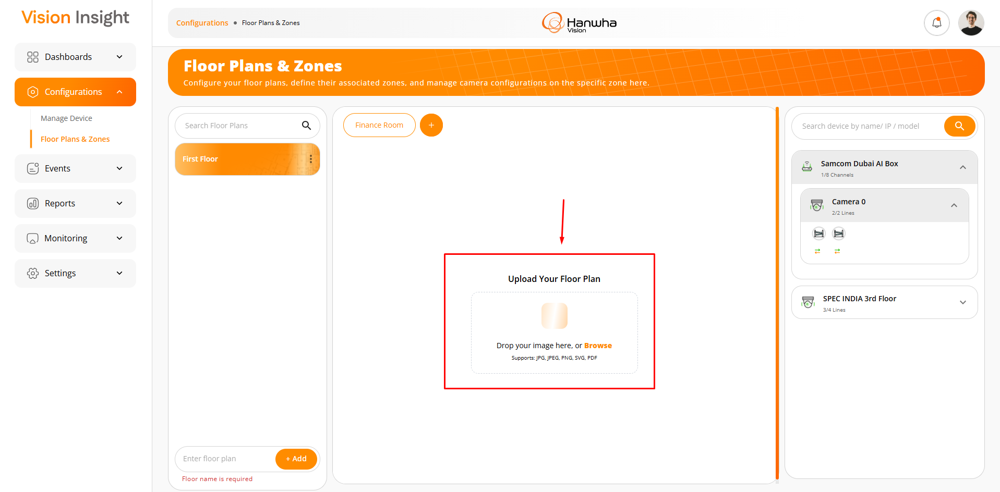 Vision Insight
Dashboards
Configurations
Manage Device
Floor Plans & Zones
Events
Reports
Monitoring
Settings
Configurations • Floor Plans & Zones
Hanwha
Vision
Floor Plans & Zones
Configure your floor plans, define their associated zones, and manage camera configurations on the specific zone here.
Search Floor Plans
First Floor
Enter floor plan
+ Add
Floor name is required
Finance Room
+
Upload Your Floor Plan
Drop your image here, or Browse
Supports: JPG, JPEG, PNG, SVG, PDF
Search device by name/ IP / model
Samcom Dubai AI Box
1/8 Channels
Camera 0
2/2 Lines
SPEC INDIA 3rd Floor
3/4 Lines